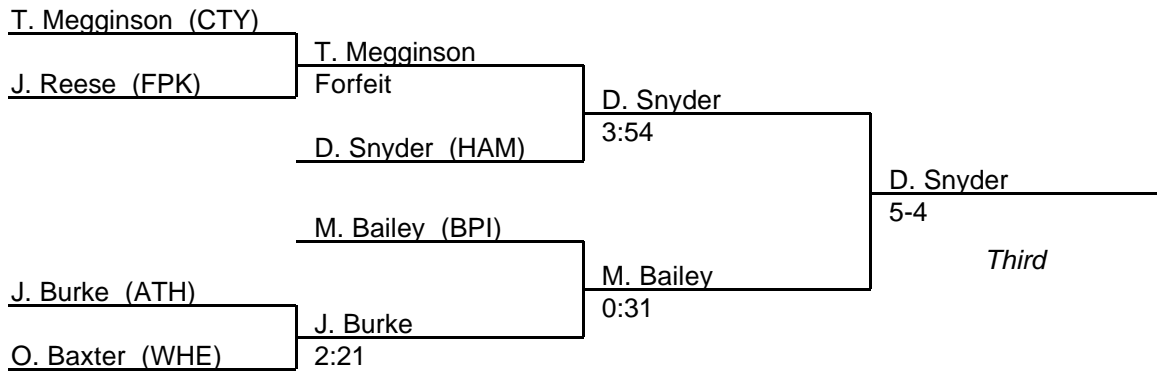 T. Megginson (CTY)
T. Megginson
J. Reese (FPK)
Forfeit
D. Snyder
3:54
D. Snyder (HAM)
D. Snyder
5-4
M. Bailey (BPI)
Third
M. Bailey
J. Burke (ATH)
0:31
J. Burke
O. Baxter (WHE)
2:21